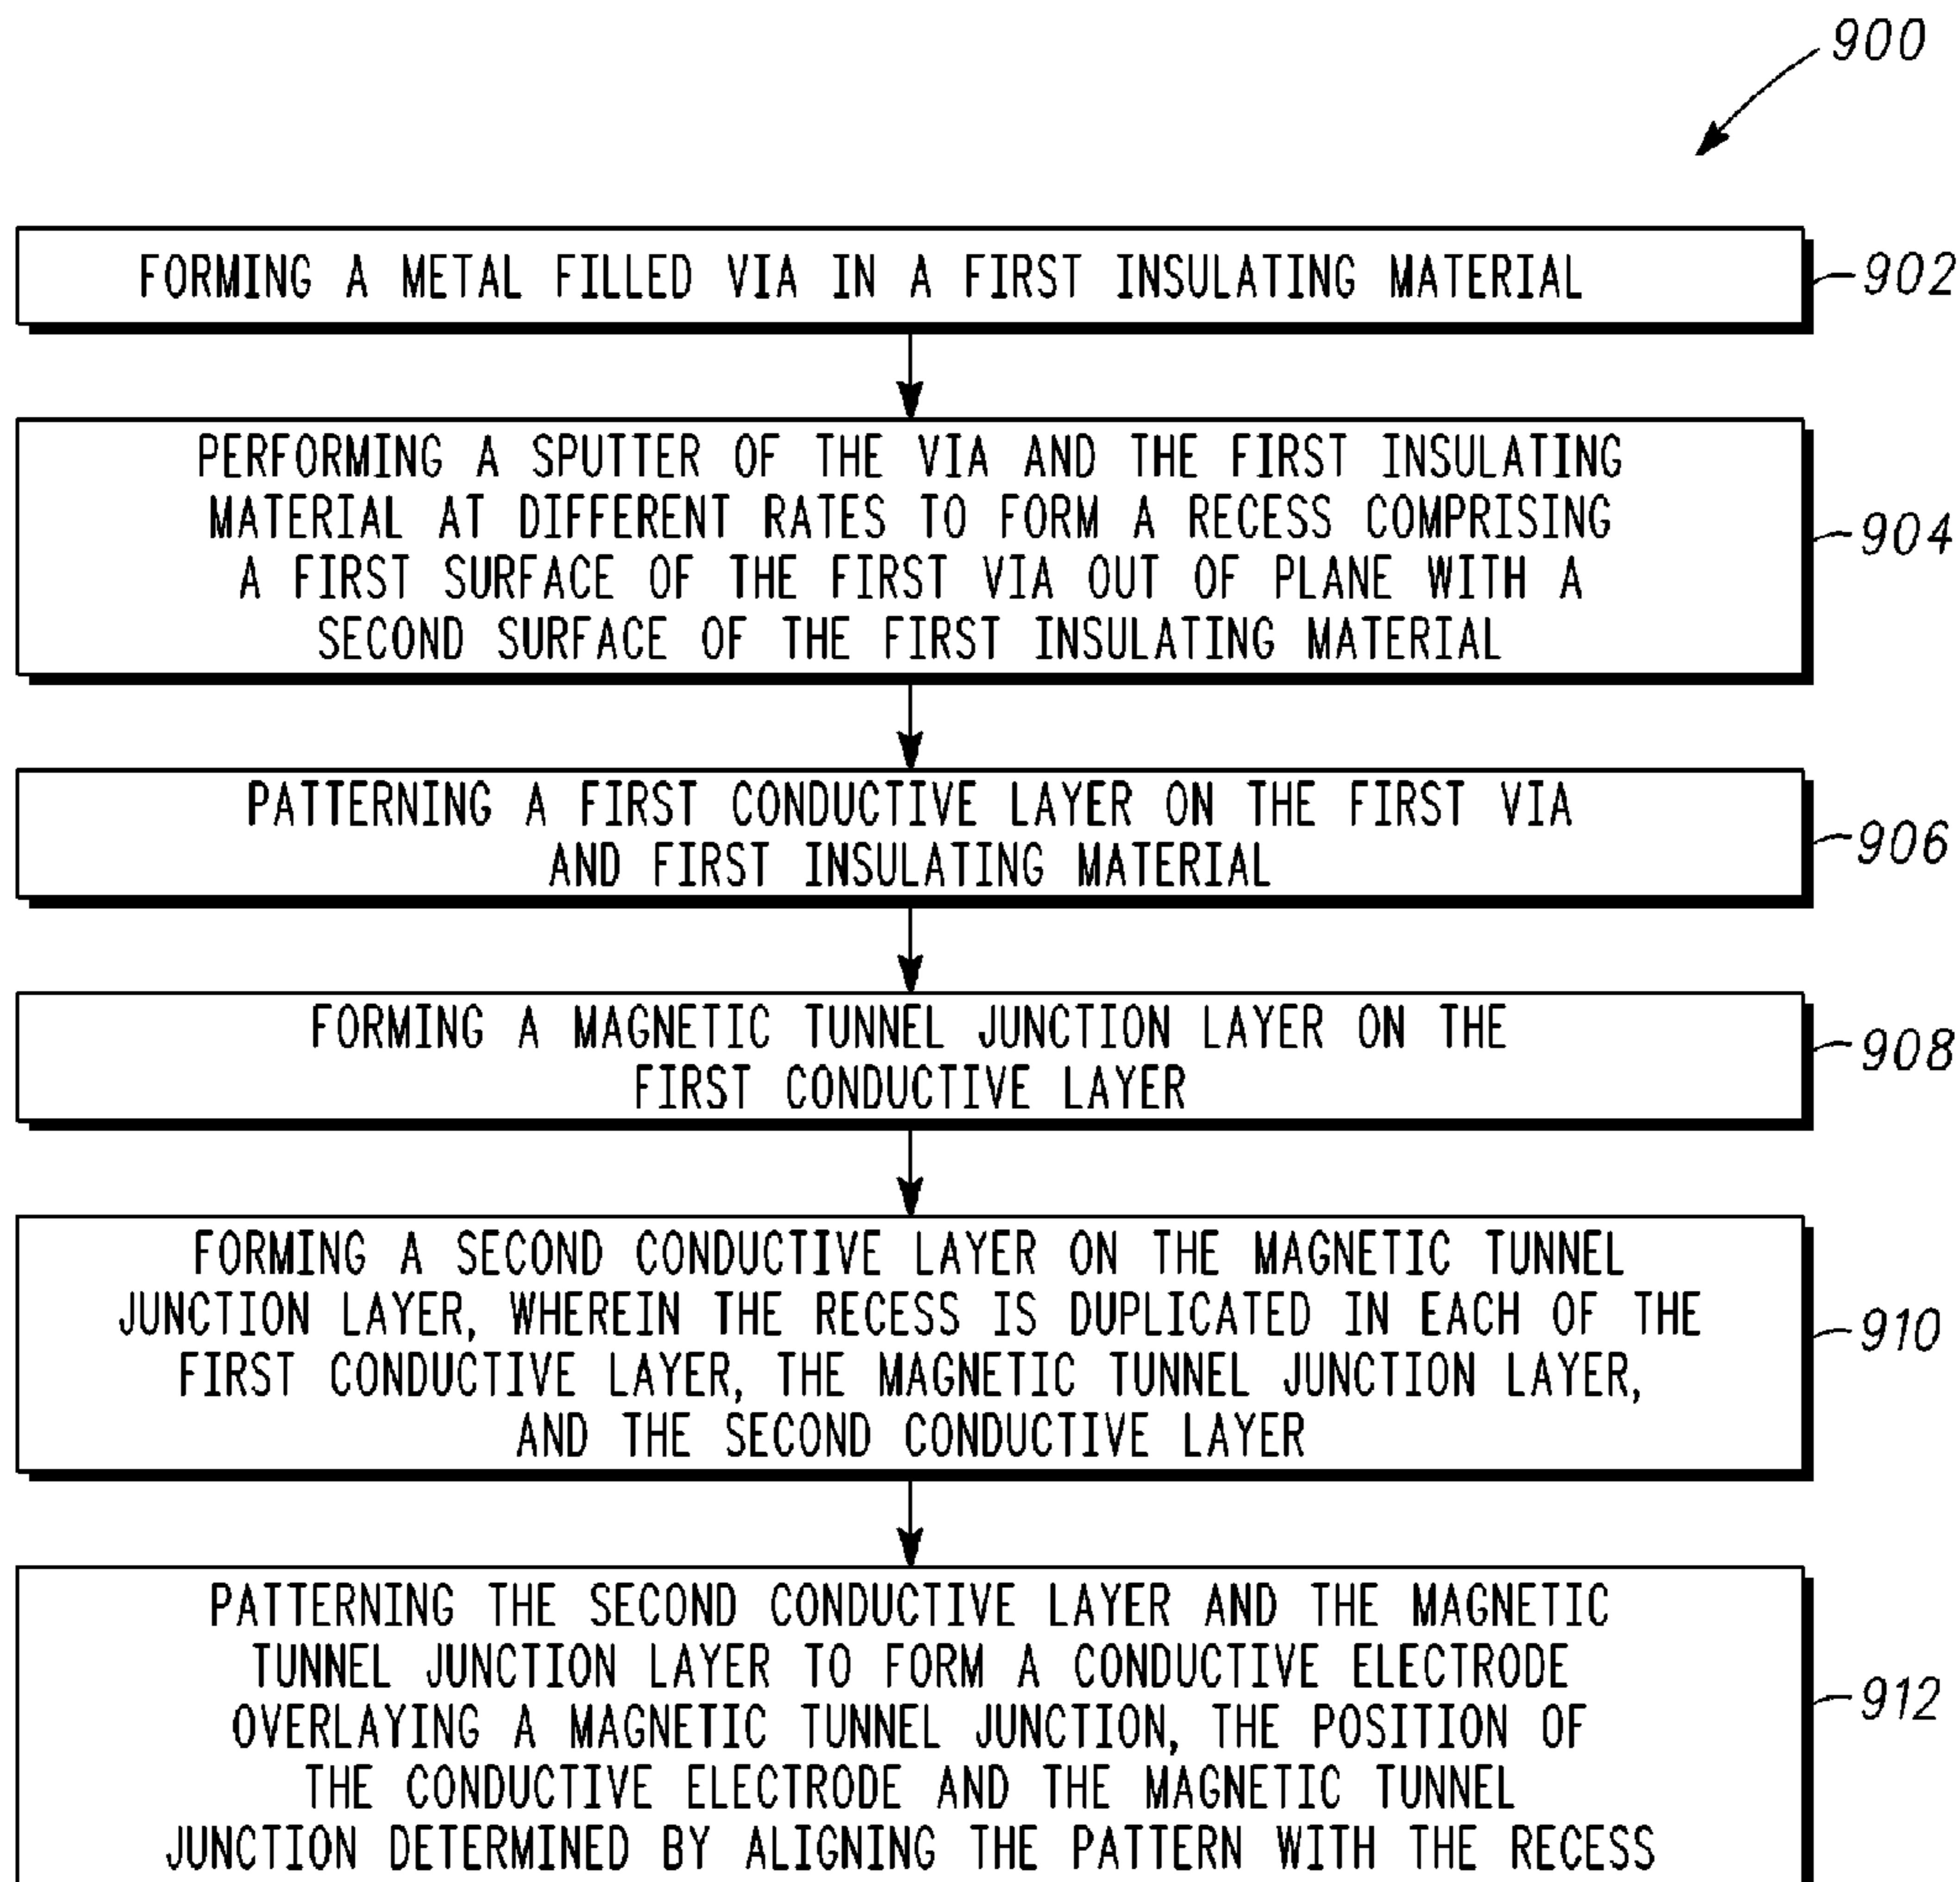 900
FORMING A METAL FILLED VIA IN A FIRST INSULATING MATERIAL
902
PERFORMING A SPUTTER OF THE VIA AND THE FIRST INSULATING
MATERIAL AT DIFFERENT RATES TO FORM A RECESS COMPRISING
A FIRST SURFACE OF THE FIRST VIA OUT OF PLANE WITH A
SECOND SURFACE OF THE FIRST INSULATING MATERIAL
904
PATTERNING A FIRST CONDUCTIVE LAYER ON THE FIRST VIA
AND FIRST INSULATING MATERIAL
906
FORMING A MAGNETIC TUNNEL JUNCTION LAYER ON THE
FIRST CONDUCTIVE LAYER
908
FORMING A SECOND CONDUCTIVE LAYER ON THE MAGNETIC TUNNEL
JUNCTION LAYER, WHEREIN THE RECESS IS DUPLICATED IN EACH OF THE
FIRST CONDUCTIVE LAYER, THE MAGNETIC TUNNEL JUNCTION LAYER,
AND THE SECOND CONDUCTIVE LAYER
910
PATTERNING THE SECOND CONDUCTIVE LAYER AND THE MAGNETIC
TUNNEL JUNCTION LAYER TO FORM A CONDUCTIVE ELECTRODE
OVERLAYING A MAGNETIC TUNNEL JUNCTION, THE POSITION OF
THE CONDUCTIVE ELECTRODE AND THE MAGNETIC TUNNEL
JUNCTION DETERMINED BY ALIGNING THE PATTERN WITH THE RECESS
912